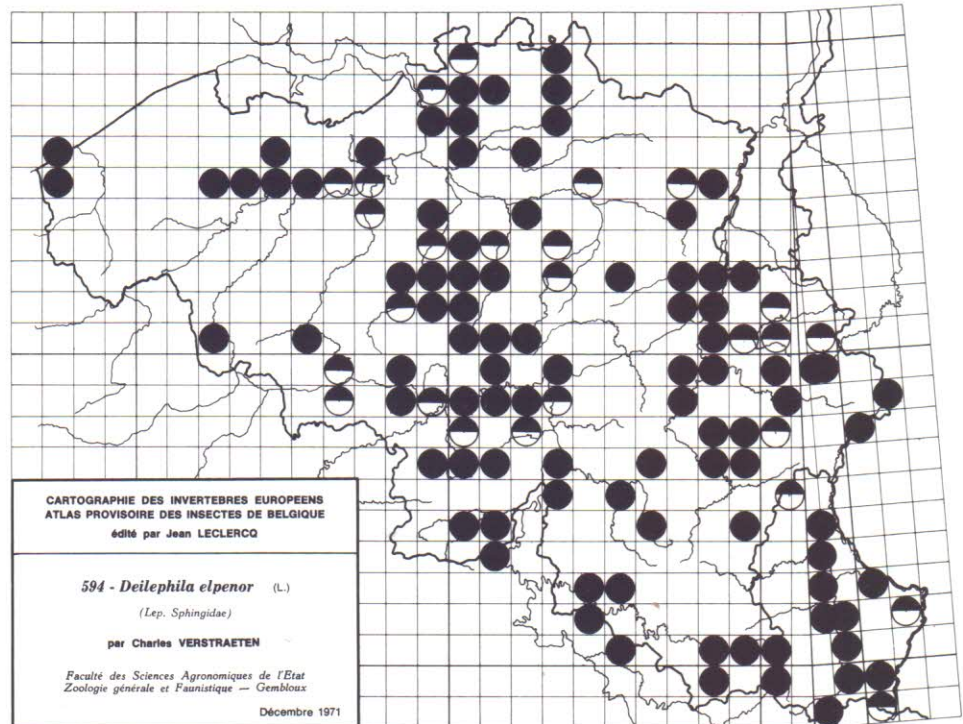 CARTOGRAPHIE DES INVERTEBRES EUROPEENS
ATLAS PROVISOIRE DES INSECTES DE BELGIQUE
édité par Jean LECLERCQ
594 - Deilephila elpenor (L.)
(Lep. Sphingidae)
par Charles VERSTRAETEN
Faculté des Sciences Agronomiques de l'Etat
Zoologie générale et Faunistique — Gembloux
Décembre 1971